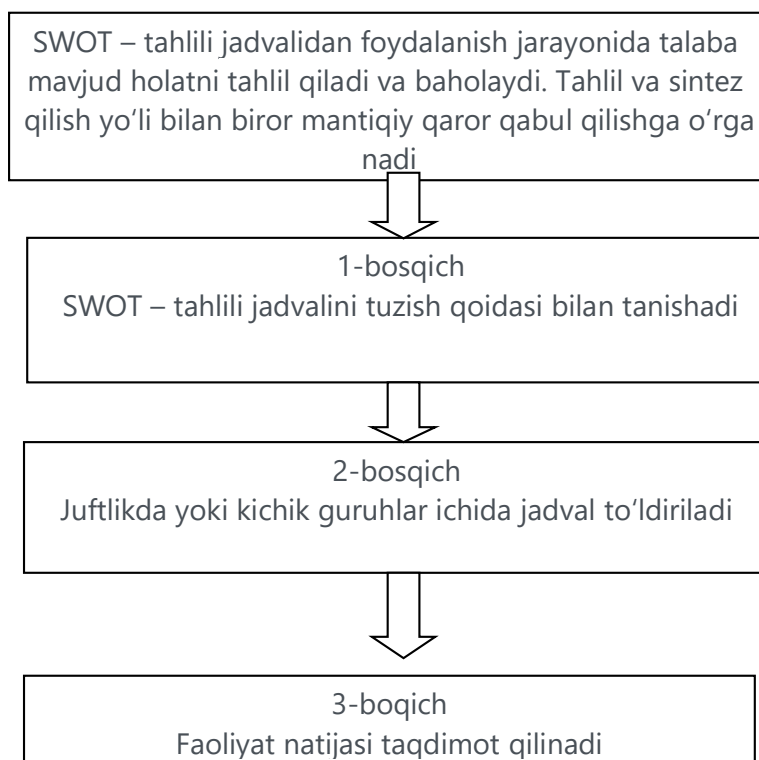 SWOT – tahlili jadvalidan foydalanish jarayonida talaba
mavjud holatni tahlil qiladi va baholaydi. Tahlil va sintez
qilish yo‘li bilan biror mantiqiy qaror qabul qilishga o‘rga
nadi
1-bosqich
SWOT – tahlili jadvalini tuzish qoidasi bilan tanishadi
2-bosqich
Juftlikda yoki kichik guruhlar ichida jadval to‘ldiriladi
3-boqich
Faoliyat natijasi taqdimot qilinadi